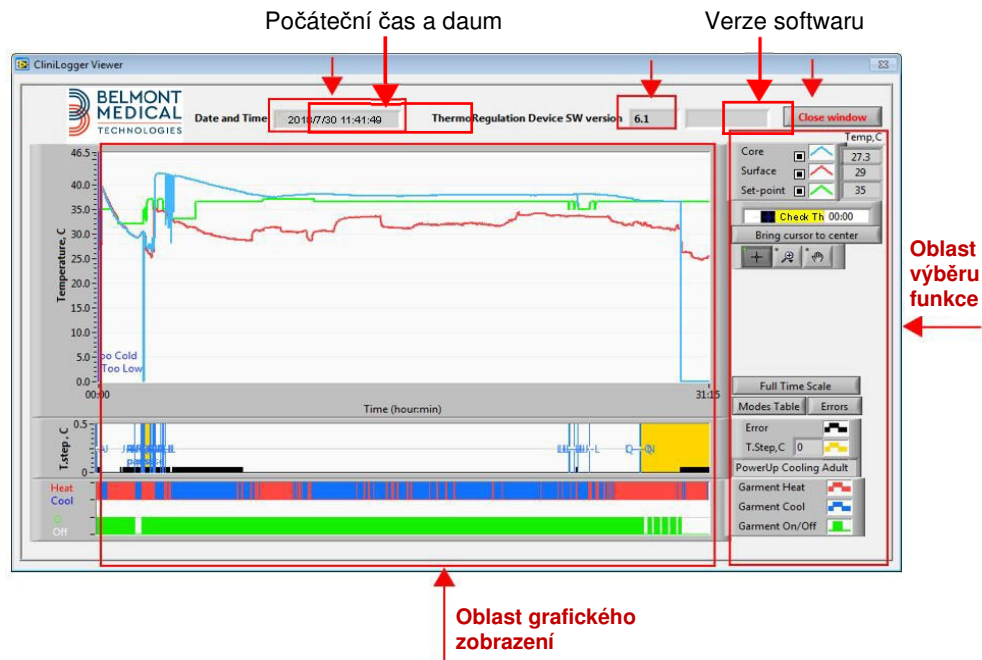 Počáteční čas a daum
Verze softwaru
CliniLogger Viewer
BELMONT
MEDICAL
TECHNOLOGIES
Date and Time
2018/7/30 11:41:49
ThermoRegulation Device SW version
6.1
Close window
Temp,C
Core
27.3
Surface
29
Set-point
35
Check Th
00:00
Bring cursor to center
Oblast
výběru
funkce
Temperature, C
46.5
40.0
35.0
30.0
25.0
20.0
15.0
10.0
5.0
0.0
oo Cold
Too Low
00:00
31:15
Time (hour:min)
Full Time Scale
Modes Table
Errors
Error
T.Step,C
0
PowerUp Cooling Adult
T.step, C
0.5
0
Heat
Cool
Off
Garment Heat
Garment Cool
Garment On/Off
Oblast grafického
zobrazení